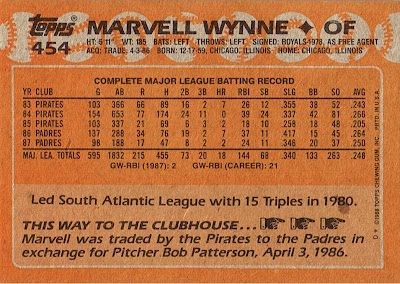 Topps
454
MARVELL WYNNE ♦ OF
HT: 5'11" WT: 185 BATS: LEFT THROWS: LEFT SIGNED: ROYALS-1978, AS FREE AGENT
ACQ: TRADE, 4-3-86 BORN: 12-17-59, CHICAGO, ILLINOIS HOME: CHICAGO, ILLINOIS
COMPLETE MAJOR LEAGUE BATTING RECORD
YR CLUB G AB R H 2B 3B HR RBI SB SLG BB SO AVG
83 PIRATES 103 366 66 89 16 2 7 26 12 .355 38 52 .243
84 PIRATES 154 653 77 174 24 11 0 39 24 .337 42 81 .266
85 PIRATES 103 337 21 69 6 3 2 18 10 .258 18 48 .205
86 PADRES 137 288 34 76 19 2 7 37 11 .417 15 45 .264
87 PADRES 98 188 17 47 8 2 2 24 11 .346 20 37 .250
MAJ. LEA. TOTALS 595 1832 215 455 73 20 18 144 68 .340 133 263 .248
GW-RBI (1987): 2 GW-RBI (CAREER): 21
Led South Atlantic League with 15 Triples in 1980.
THIS WAY TO THE CLUBHOUSE...
Marvell was traded by the Pirates to the Padres in
exchange for Pitcher Bob Patterson, April 3, 1986.
D* ©1988 TOPPS CHEWING GUM, INC. PRTD. IN U.S.A.